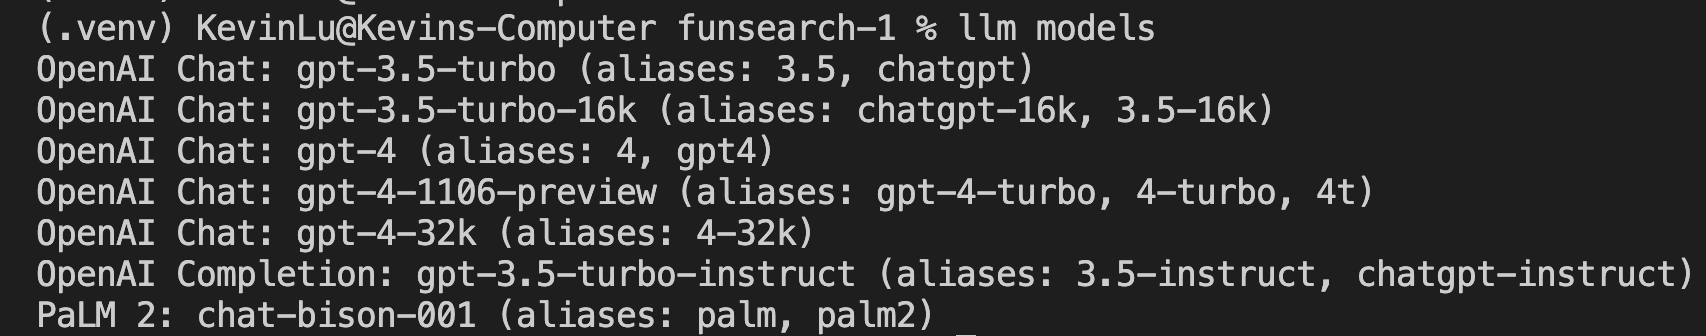 (.venv) KevinLu@Kevins-Computer funsearch-1 % llm models
OpenAI Chat: gpt-3.5-turbo (aliases: 3.5, chatgpt)
OpenAI Chat: gpt-3.5-turbo-16k (aliases: chatgpt-16k, 3.5-16k)
OpenAI Chat: gpt-4 (aliases: 4, gpt4)
OpenAI Chat: gpt-4-1106-preview (aliases: gpt-4-turbo, 4-turbo, 4t)
OpenAI Chat: gpt-4-32k (aliases: 4-32k)
OpenAI Completion: gpt-3.5-turbo-instruct (aliases: 3.5-instruct, chatgpt-instruct)
PaLM 2: chat-bison-001 (aliases: palm, palm2)